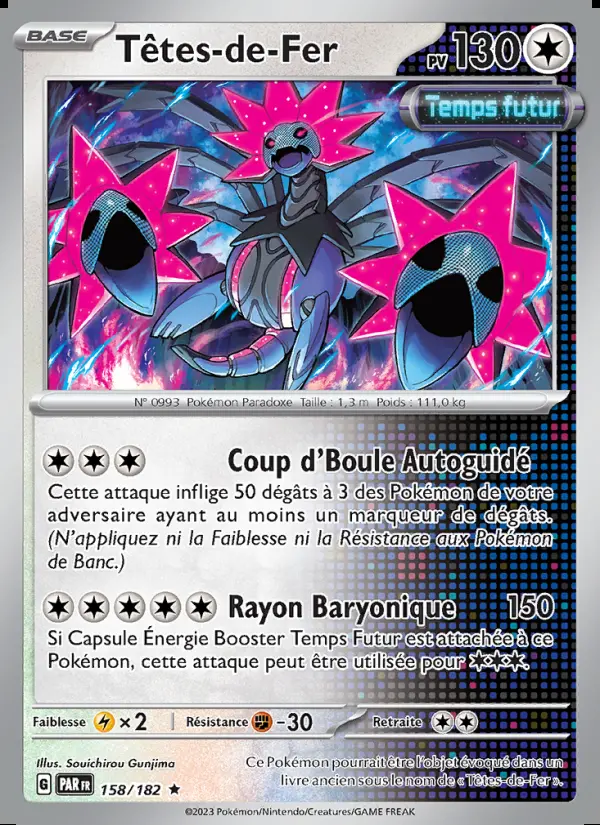 BASE Têtes-de-Fer PV 130
Temps futur
N° 0993 Pokémon Paradoxe Taille : 1,3 m Poids : 111,0 kg
Coup d'Boule Autoguidé
Cette attaque inflige 50 dégâts à 3 des Pokémon de votre
adversaire ayant au moins un marqueur de dégâts.
(N'appliquez ni la Faiblesse ni la Résistance aux Pokémon
de Banc.)
Rayon Baryonique 150
Si Capsule Énergie Booster Temps Futur est attachée à ce
Pokémon, cette attaque peut être utilisée pour
Faiblesse ×2 Résistance -30 Retraite
Illus. Souichirou Gunjima
Ce Pokémon pourrait être l'objet évoqué dans un
livre ancien sous le nom de « Têtes-de-Fer ».
G PAR FR 158/182 ★
©2023 Pokémon/Nintendo/Creatures/GAME FREAK